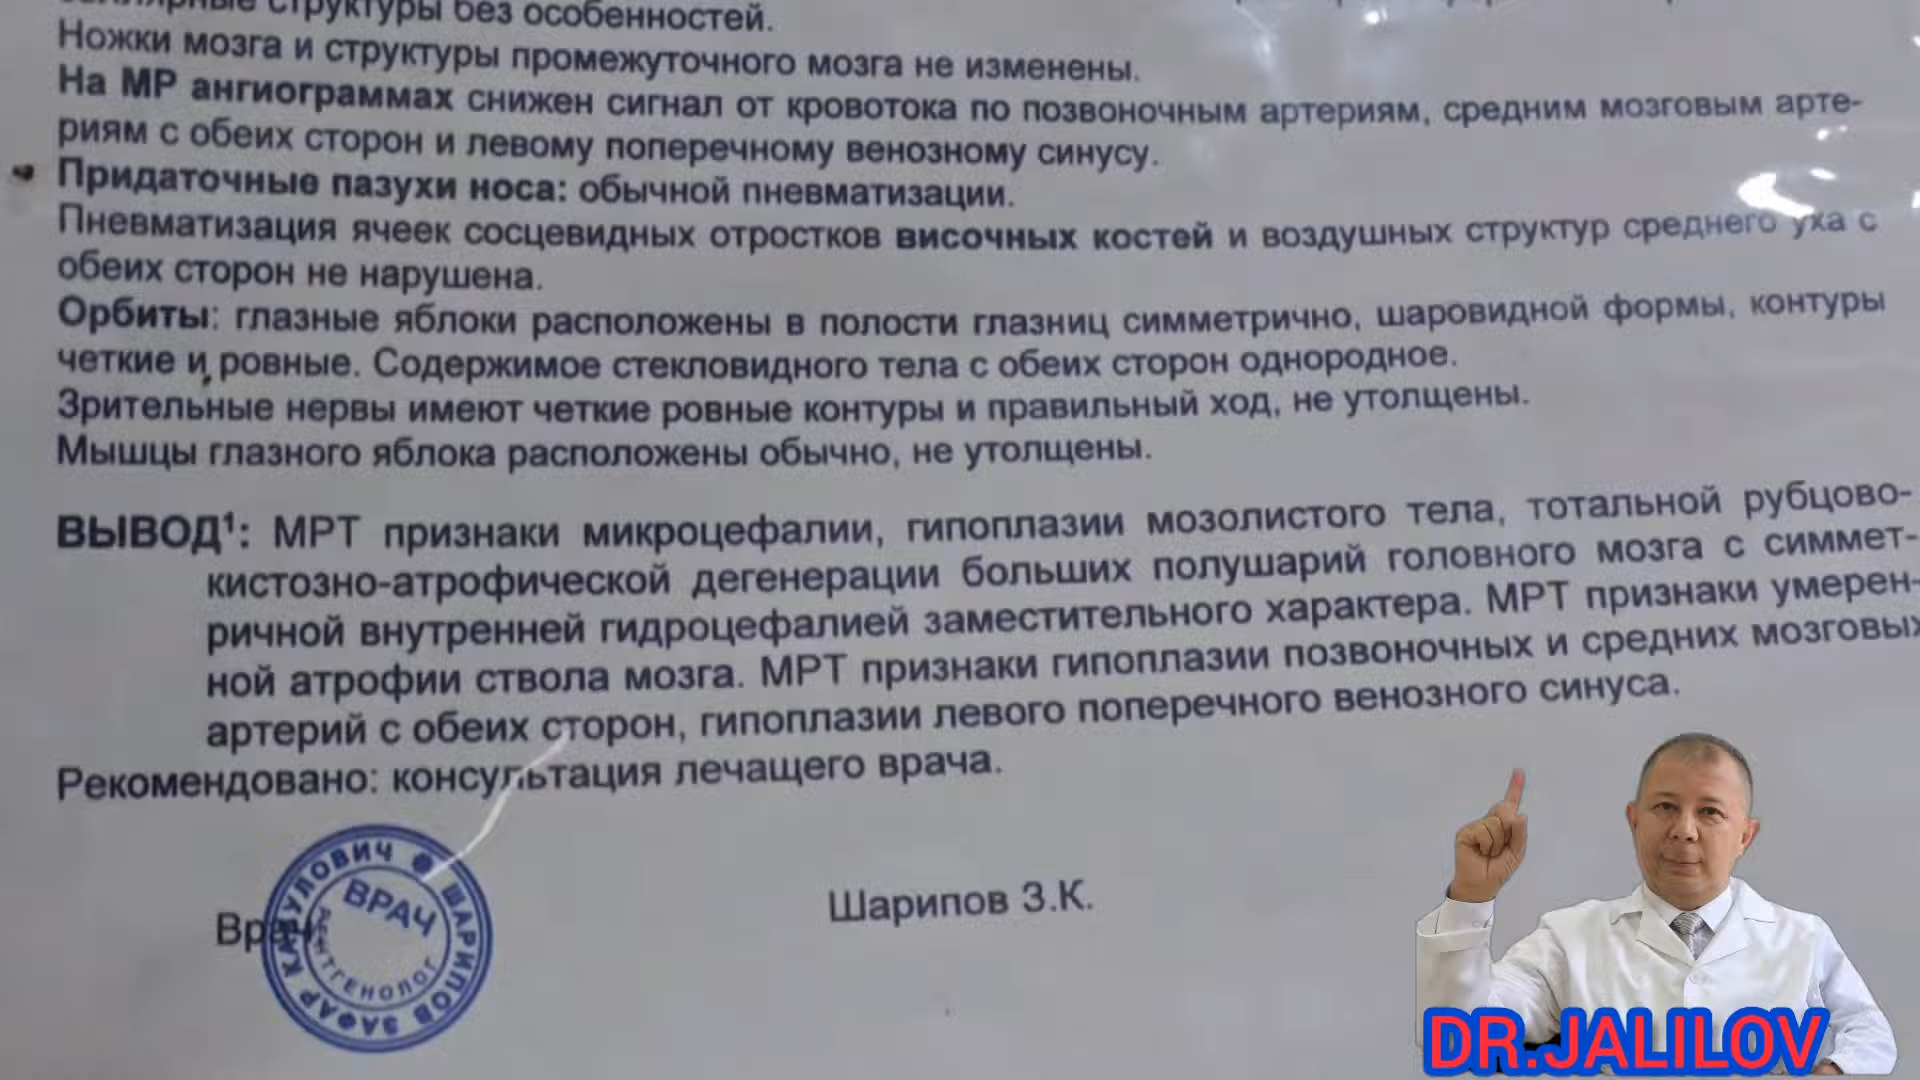 структуры без особенностей.
Ножки мозга и структуры промежуточного мозга не изменены.
На МР ангиограммах снижен сигнал от кровотока по позвоночным артериям, средним мозговым арте-
риям с обеих сторон и левому поперечному венозному синусу.
Придаточные пазухи носа: обычной пневматизации.
Пневматизация ячеек сосцевидных отростков височных костей и воздушных структур среднего уха с
обеих сторон не нарушена.
Орбиты: глазные яблоки расположены в полости глазниц симметрично, шаровидной формы, контуры
четкие и ровные. Содержимое стекловидного тела с обеих сторон однородное.
Зрительные нервы имеют четкие ровные контуры и правильный ход, не утолщены.
Мышцы глазного яблока расположены обычно, не утолщены.
ВЫВОД¹: МРТ признаки микроцефалии, гипоплазии мозолистого тела, тотальной рубцово-
кистозно-атрофической дегенерации больших полушарий головного мозга с симмет-
ричной внутренней гидроцефалией заместительного характера. МРТ признаки умерен-
ной атрофии ствола мозга. МРТ признаки гипоплазии позвоночных и средних мозговых
артерий с обеих сторон, гипоплазии левого поперечного венозного синуса.
Рекомендовано: консультация лечащего врача.
Врач
Шарипов З.К.
ШАРИПОВ ЗАФАР КАБУЛОВИЧ
ВРАЧ
РЕНТГЕНОЛОГ
DR.JALILOV